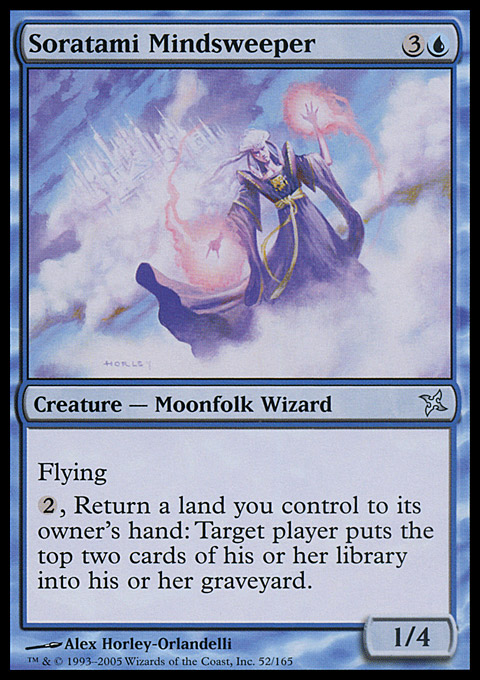 Soratami Mindsweeper 3
HORLEY
Creature — Moonfolk Wizard
Flying
2, Return a land you control to its
owner's hand: Target player puts the
top two cards of his or her library
into his or her graveyard.
Alex Horley-Orlandelli
1/4
™ & © 1993–2005 Wizards of the Coast, Inc. 52/165